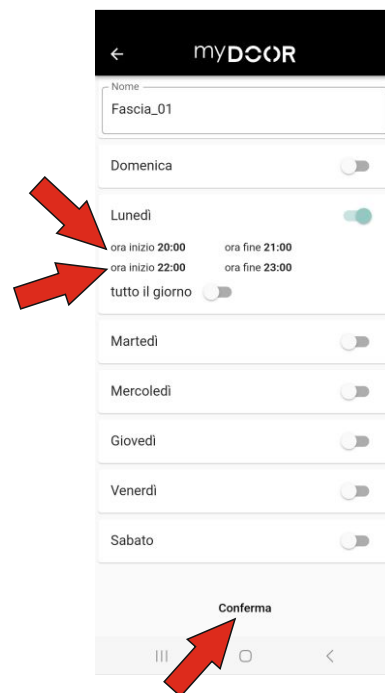 myDOOR
Nome
Fascia_01
Domenica
Lunedì
ora inizio 20:00 ora fine 21:00
ora inizio 22:00 ora fine 23:00
tutto il giorno
Martedì
Mercoledì
Giovedì
Venerdì
Sabato
Conferma